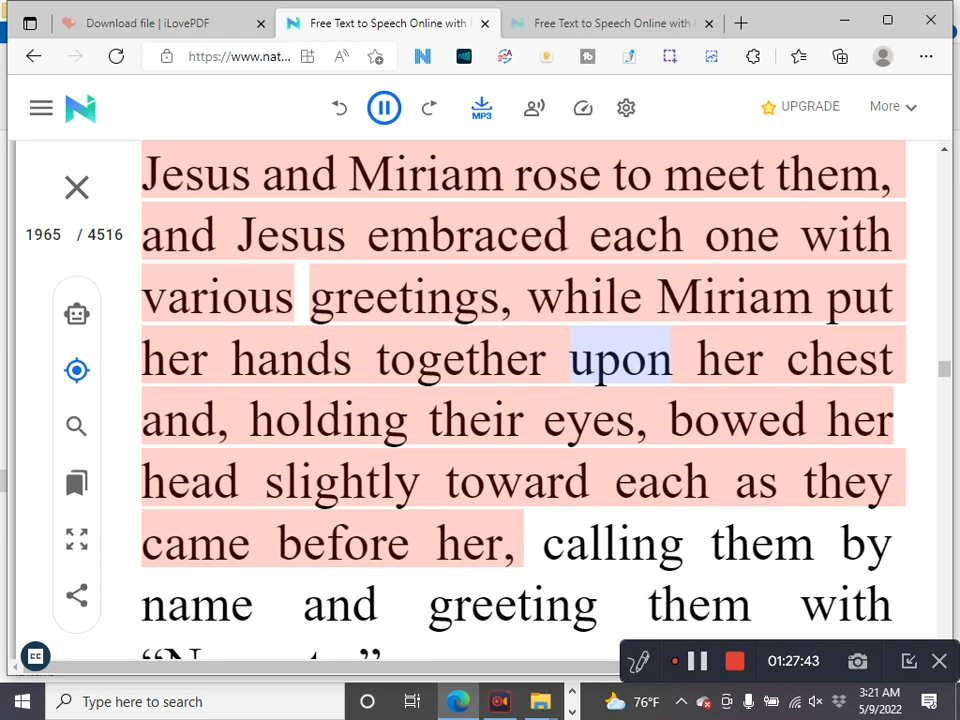 Download file | iLovePDF
Free Text to Speech Online with
Free Text to Speech Online with
https://www.nat...
MP3
UPGRADE
More
1965 / 4516
Jesus and Miriam rose to meet them,
and Jesus embraced each one with
various greetings, while Miriam put
her hands together upon her chest
and, holding their eyes, bowed her
head slightly toward each as they
came before her, calling them by
name and greeting them with
CC
01:27:43
Type here to search
76°F
3:21 AM
5/9/2022